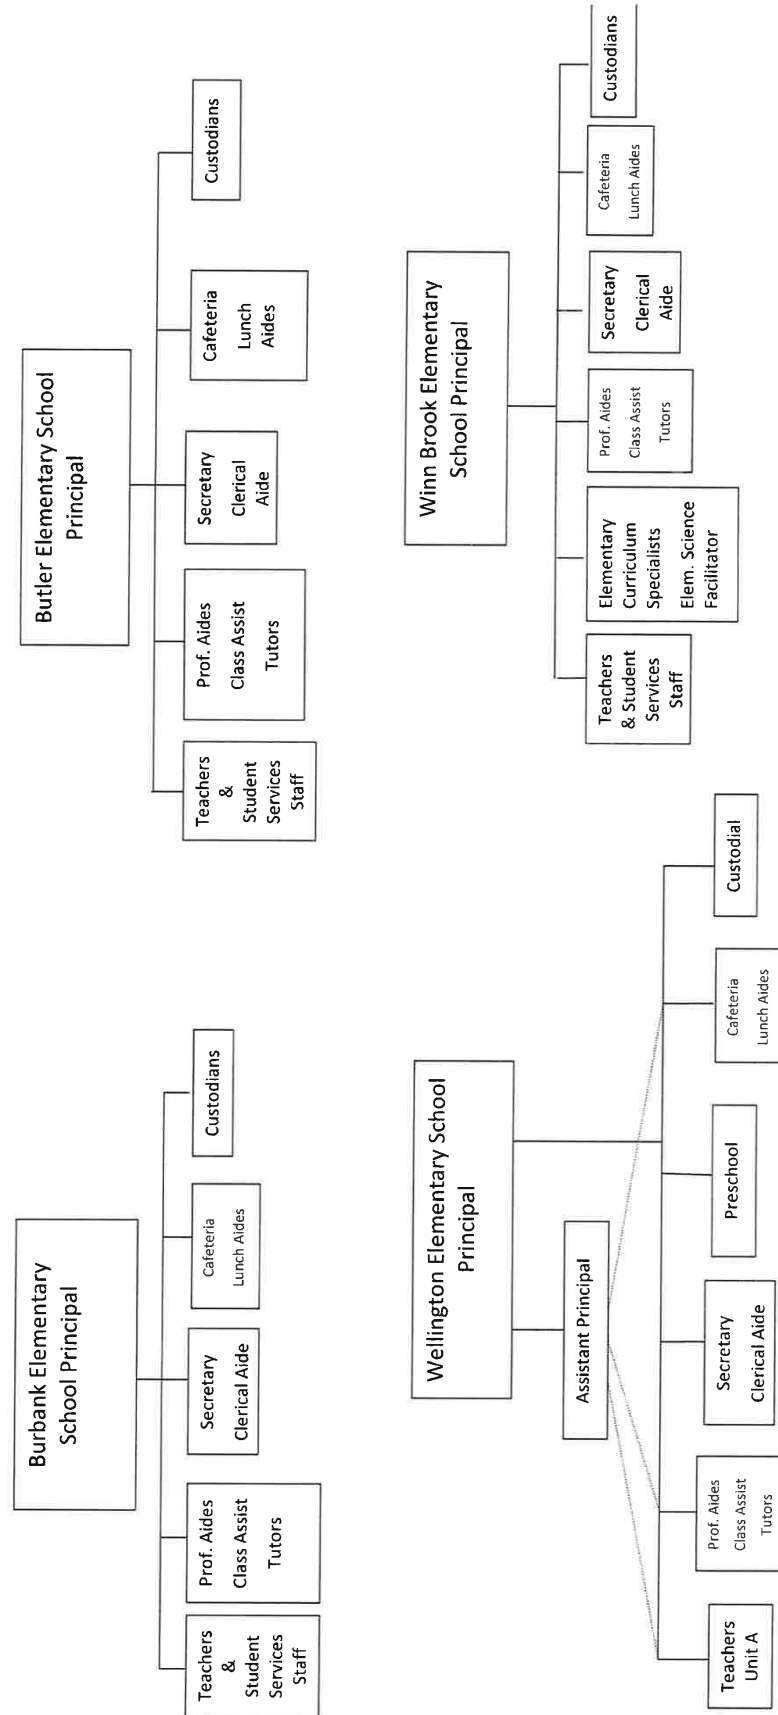 Burbank Elementary
School Principal
Teachers
&
Student
Services
Staff
Prof. Aides
Class Assist
Tutors
Secretary
Clerical Aide
Cafeteria
Lunch Aides
Custodians
Butler Elementary School
Principal
Teachers
&
Student
Services
Staff
Prof. Aides
Class Assist
Tutors
Secretary
Clerical
Aide
Cafeteria
Lunch
Aides
Custodians
Wellington Elementary School
Principal
Assistant Principal
Teachers
Unit A
Prof. Aides
Class Assist
Tutors
Secretary
Clerical Aide
Preschool
Cafeteria
Lunch Aides
Custodial
Winn Brook Elementary
School Principal
Teachers
& Student
Services
Staff
Elementary
Curriculum
Specialists
Elem. Science
Facilitator
Prof. Aides
Class Assist
Tutors
Secretary
Clerical
Aide
Cafeteria
Lunch Aides
Custodians